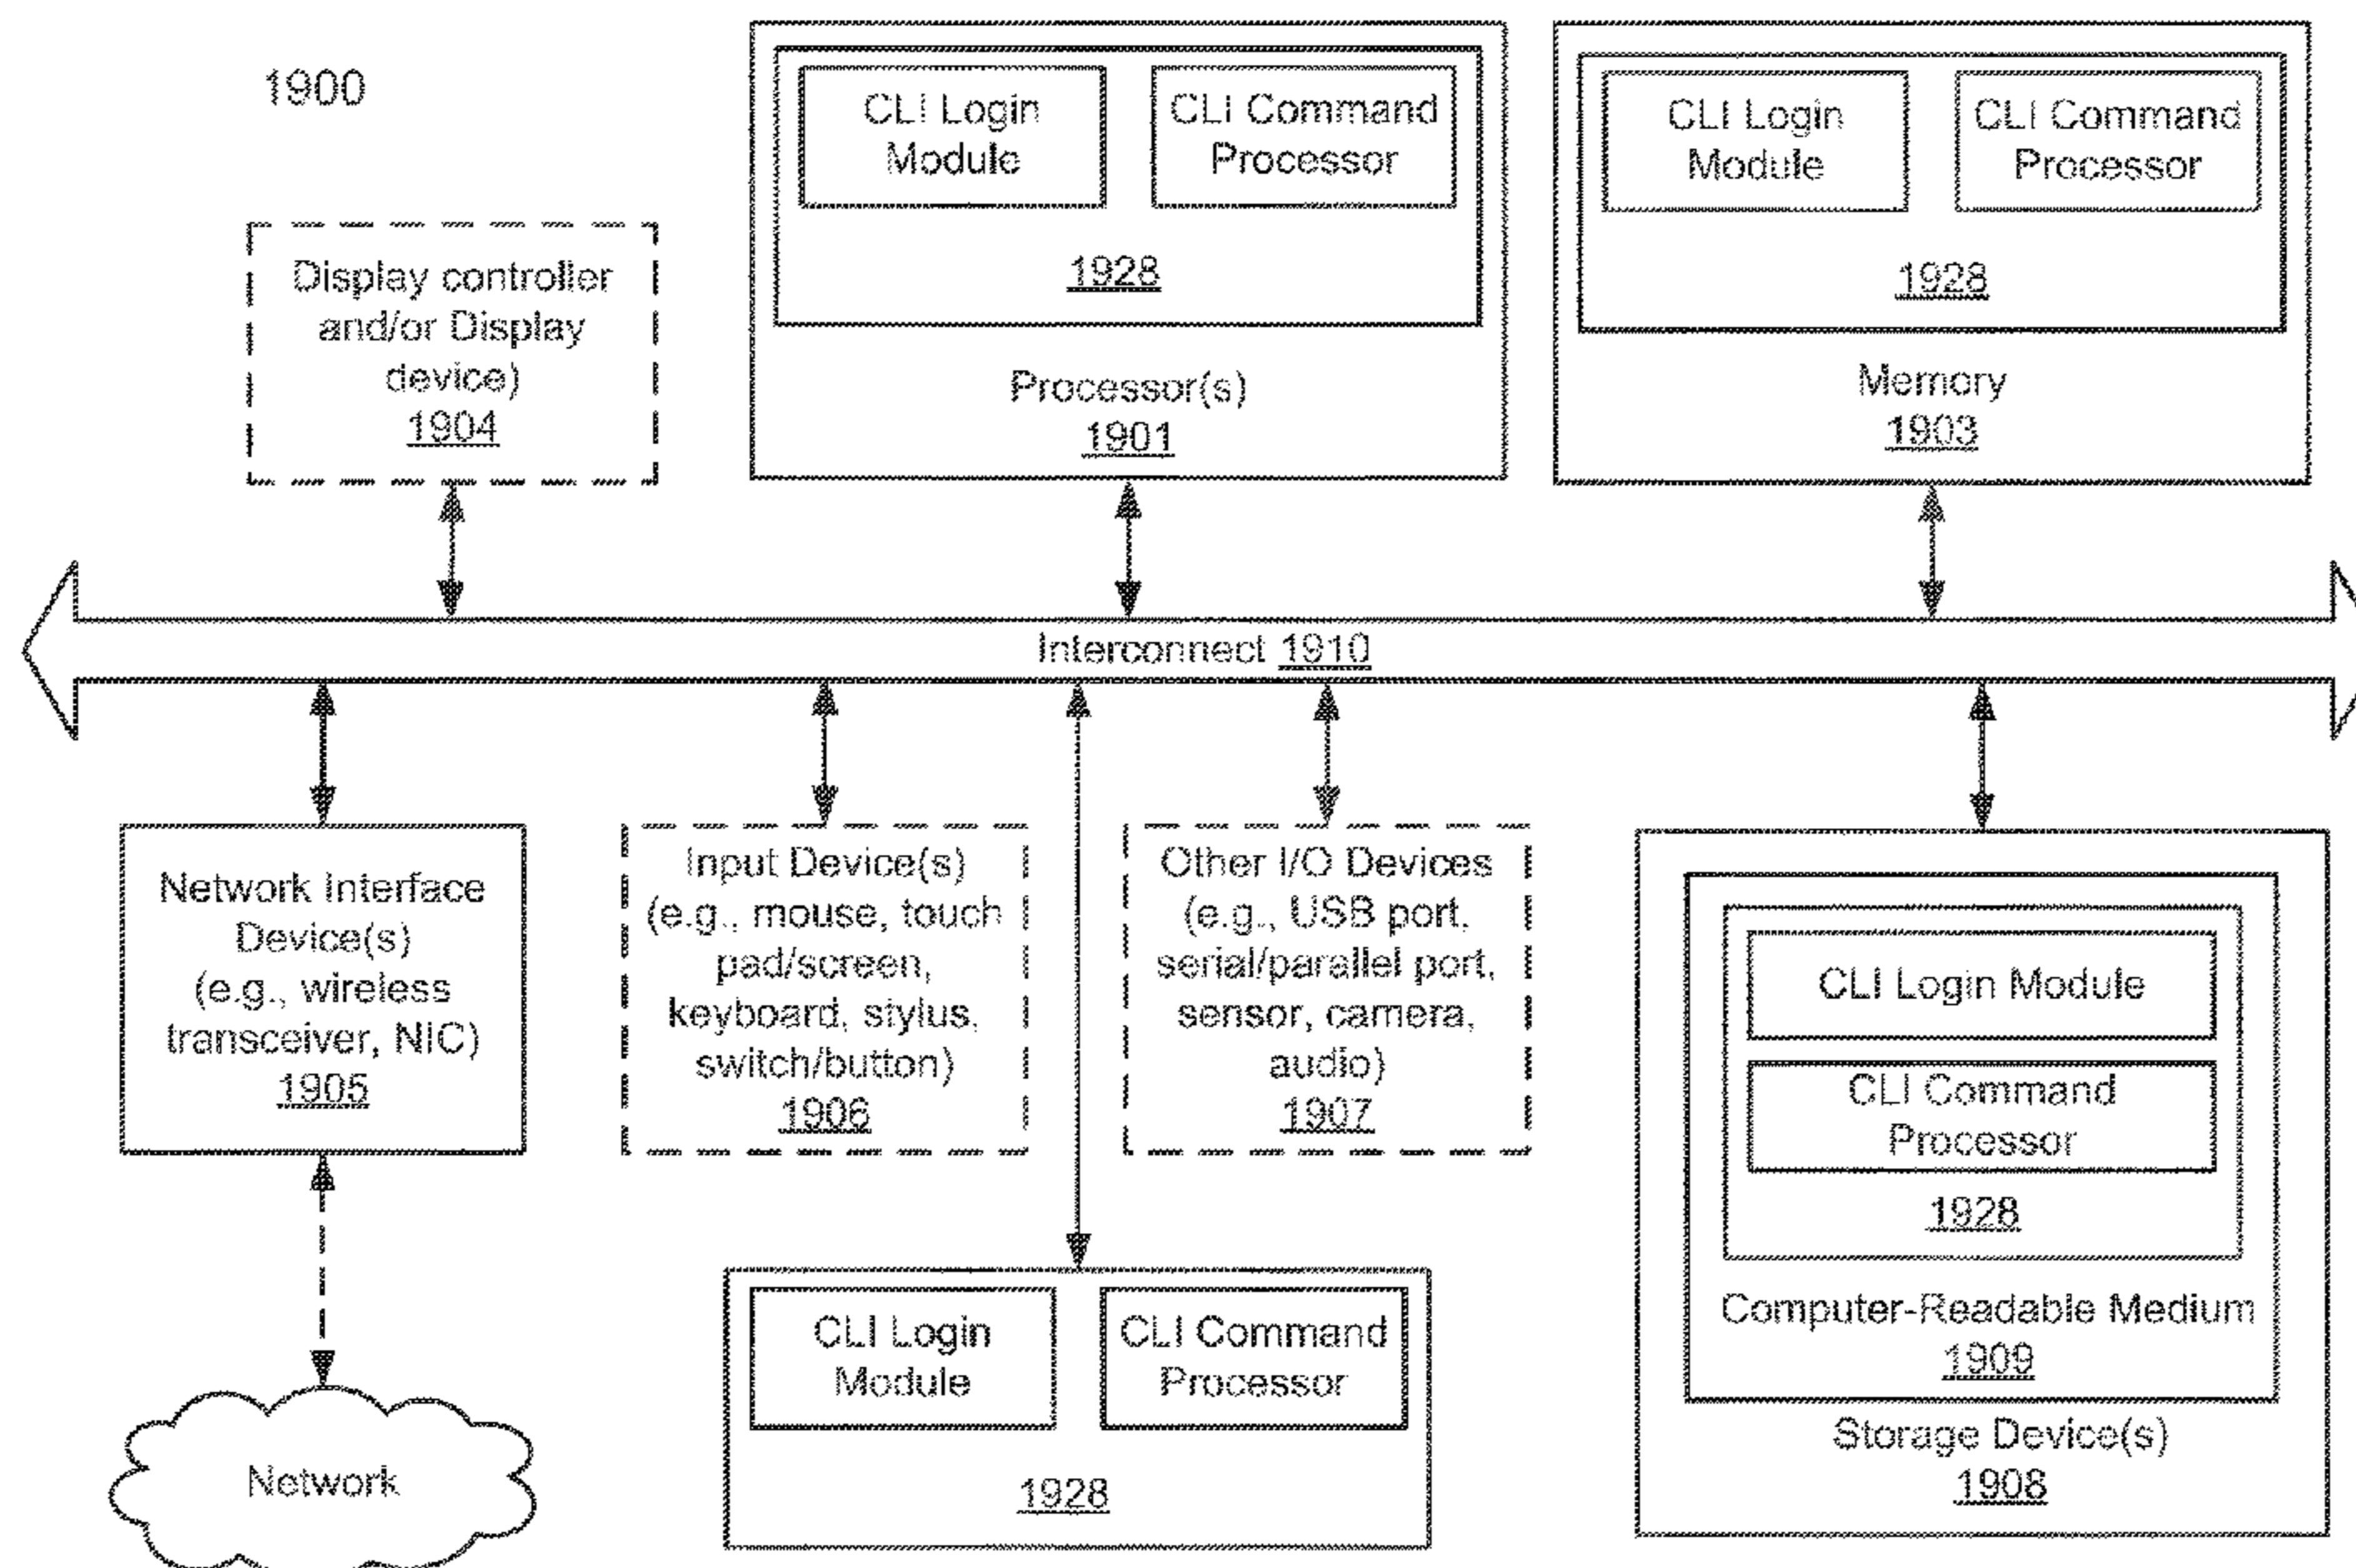 1900
CLI Login
Module
CLI Command
Processor
1928
Processor(s)
1901
CLI Login
Module
CLI Command
Processor
1928
Memory
1903
Display controller
and/or Display
device)
1904
Interconnect 1910
Network Interface
Device(s)
(e.g., wireless
transceiver, NIC)
1905
Input Device(s)
(e.g., mouse, touch
pad/screen,
keyboard, stylus,
switch/button)
1906
Other I/O Devices
(e.g., USB port,
serial/parallel port,
sensor, camera,
audio)
1907
CLI Login Module
CLI Command
Processor
1928
Computer-Readable Medium
1909
Storage Device(s)
1908
CLI Login
Module
CLI Command
Processor
1928
Network